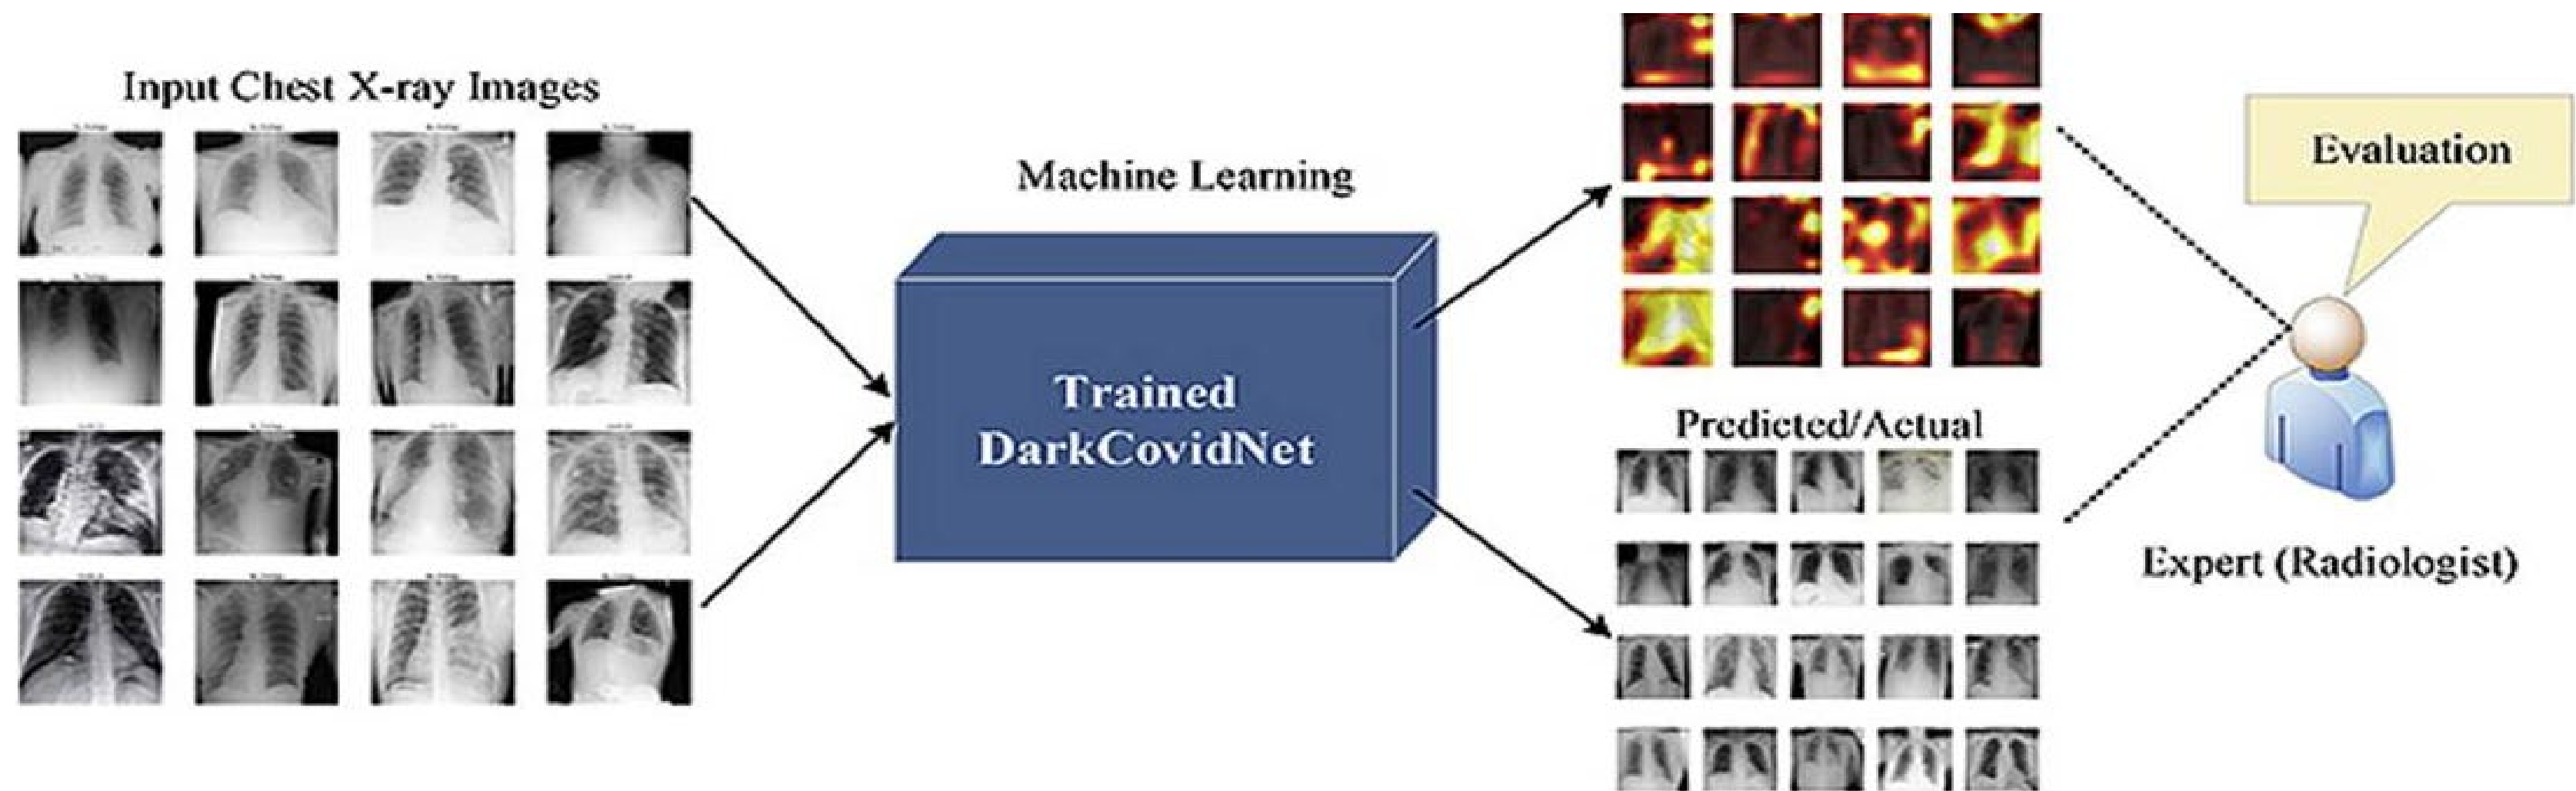 Input Chest X-ray Images
Machine Learning
Trained
DarkCovidNet
Predicted/Actual
Evaluation
Expert (Radiologist)